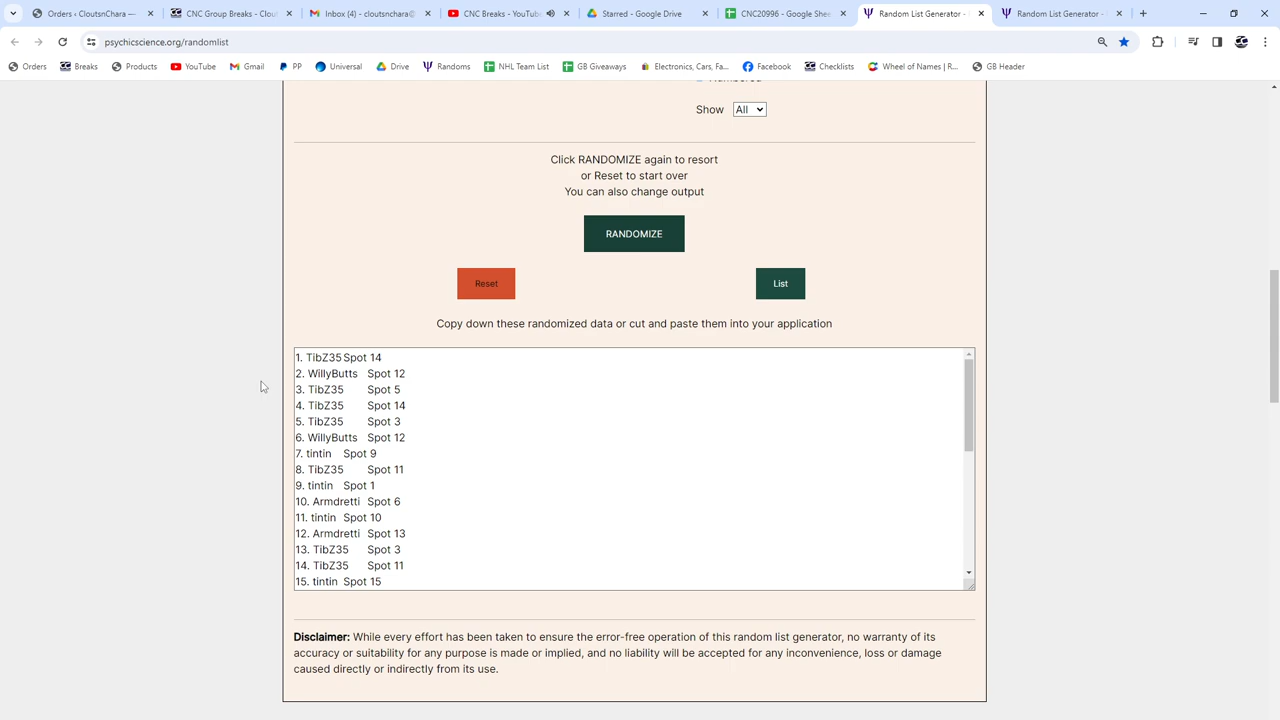 Orders ‹ CloutsnChara —
CNC Group Breaks - Clout
Inbox (4) - cloutsnchara@
CNC Breaks - YouTube
Starred - Google Drive
CNC20996 - Google Shee
Random List Generator -
Random List Generator -
psychicscience.org/randomlist
Orders
Breaks
Products
YouTube
Gmail
PP
Universal
Drive
Randoms
NHL Team List
GB Giveaways
Electronics, Cars, Fa...
Facebook
Checklists
Wheel of Names | R...
GB Header
Numbered
Show All
Click RANDOMIZE again to resort
or Reset to start over
You can also change output
RANDOMIZE
Reset
List
Copy down these randomized data or cut and paste them into your application
1. TibZ35 Spot 14
2. WillyButts Spot 12
3. TibZ35 Spot 5
4. TibZ35 Spot 14
5. TibZ35 Spot 3
6. WillyButts Spot 12
7. tintin Spot 9
8. TibZ35 Spot 11
9. tintin Spot 1
10. Armdretti Spot 6
11. tintin Spot 10
12. Armdretti Spot 13
13. TibZ35 Spot 3
14. TibZ35 Spot 11
15. tintin Spot 15
Disclaimer: While every effort has been taken to ensure the error-free operation of this random list generator, no warranty of its
accuracy or suitability for any purpose is made or implied, and no liability will be accepted for any inconvenience, loss or damage
caused directly or indirectly from its use.